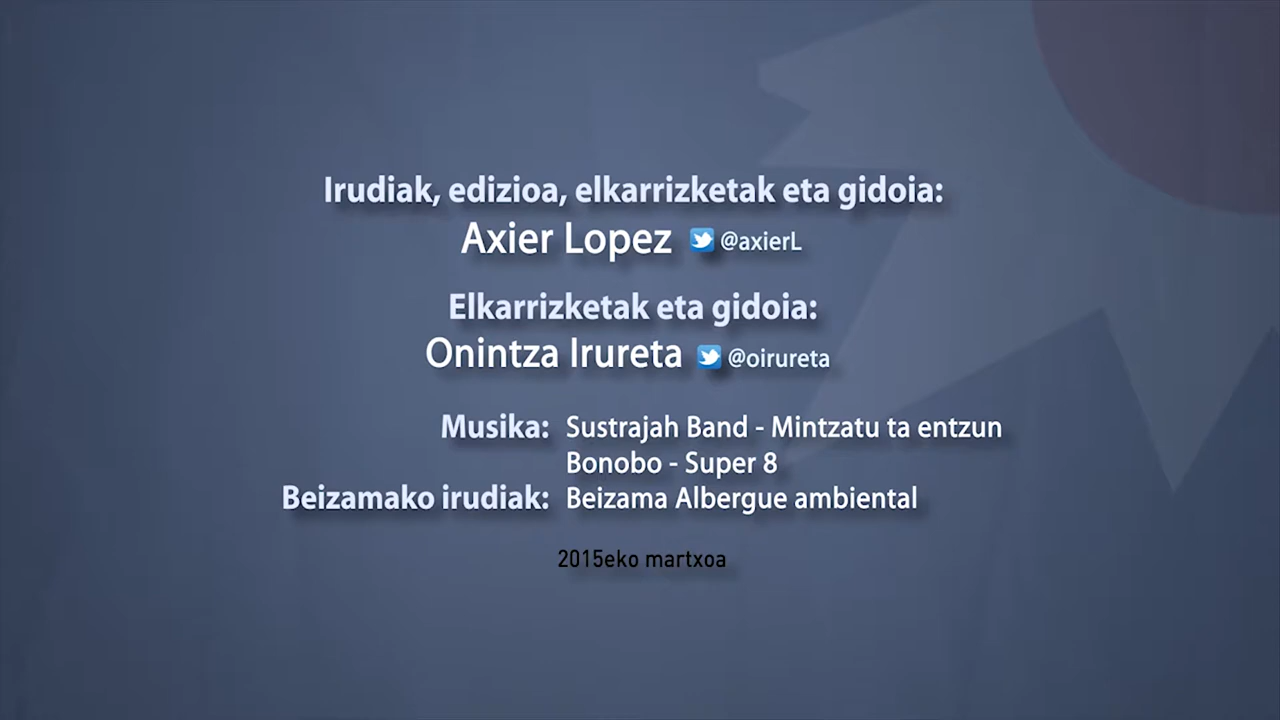 Irudiak, edizioa, elkarrizketak eta gidoia:
Axier Lopez @axierL
Elkarrizketak eta gidoia:
Onintza Irureta @oirureta
Musika: Sustrajah Band - Mintzatu ta entzun
Bonobo - Super 8
Beizamako irudiak: Beizama Albergue ambiental
2015eko martxoa